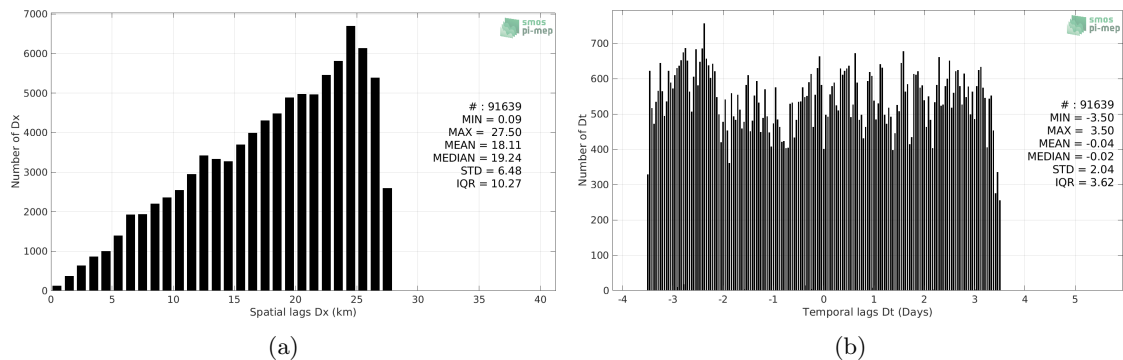 7000
6000
5000
4000
3000
2000
1000
0
Number of Dx
0 5 10 15 20 25 30 35 40
Spatial lags Dx (km)
smos
pi-mep
# : 91639
MIN = 0.09
MAX = 27.50
MEAN = 18.11
MEDIAN = 19.24
STD = 6.48
IQR = 10.27
(a)
700
600
500
400
300
200
100
0
Number of Dt
-4 -3 -2 -1 0 1 2 3 4 5
Temporal lags Dt (Days)
smos
pi-mep
# : 91639
MIN = -3.50
MAX = 3.50
MEAN = -0.04
MEDIAN = -0.02
STD = 2.04
IQR = 3.62
(b)